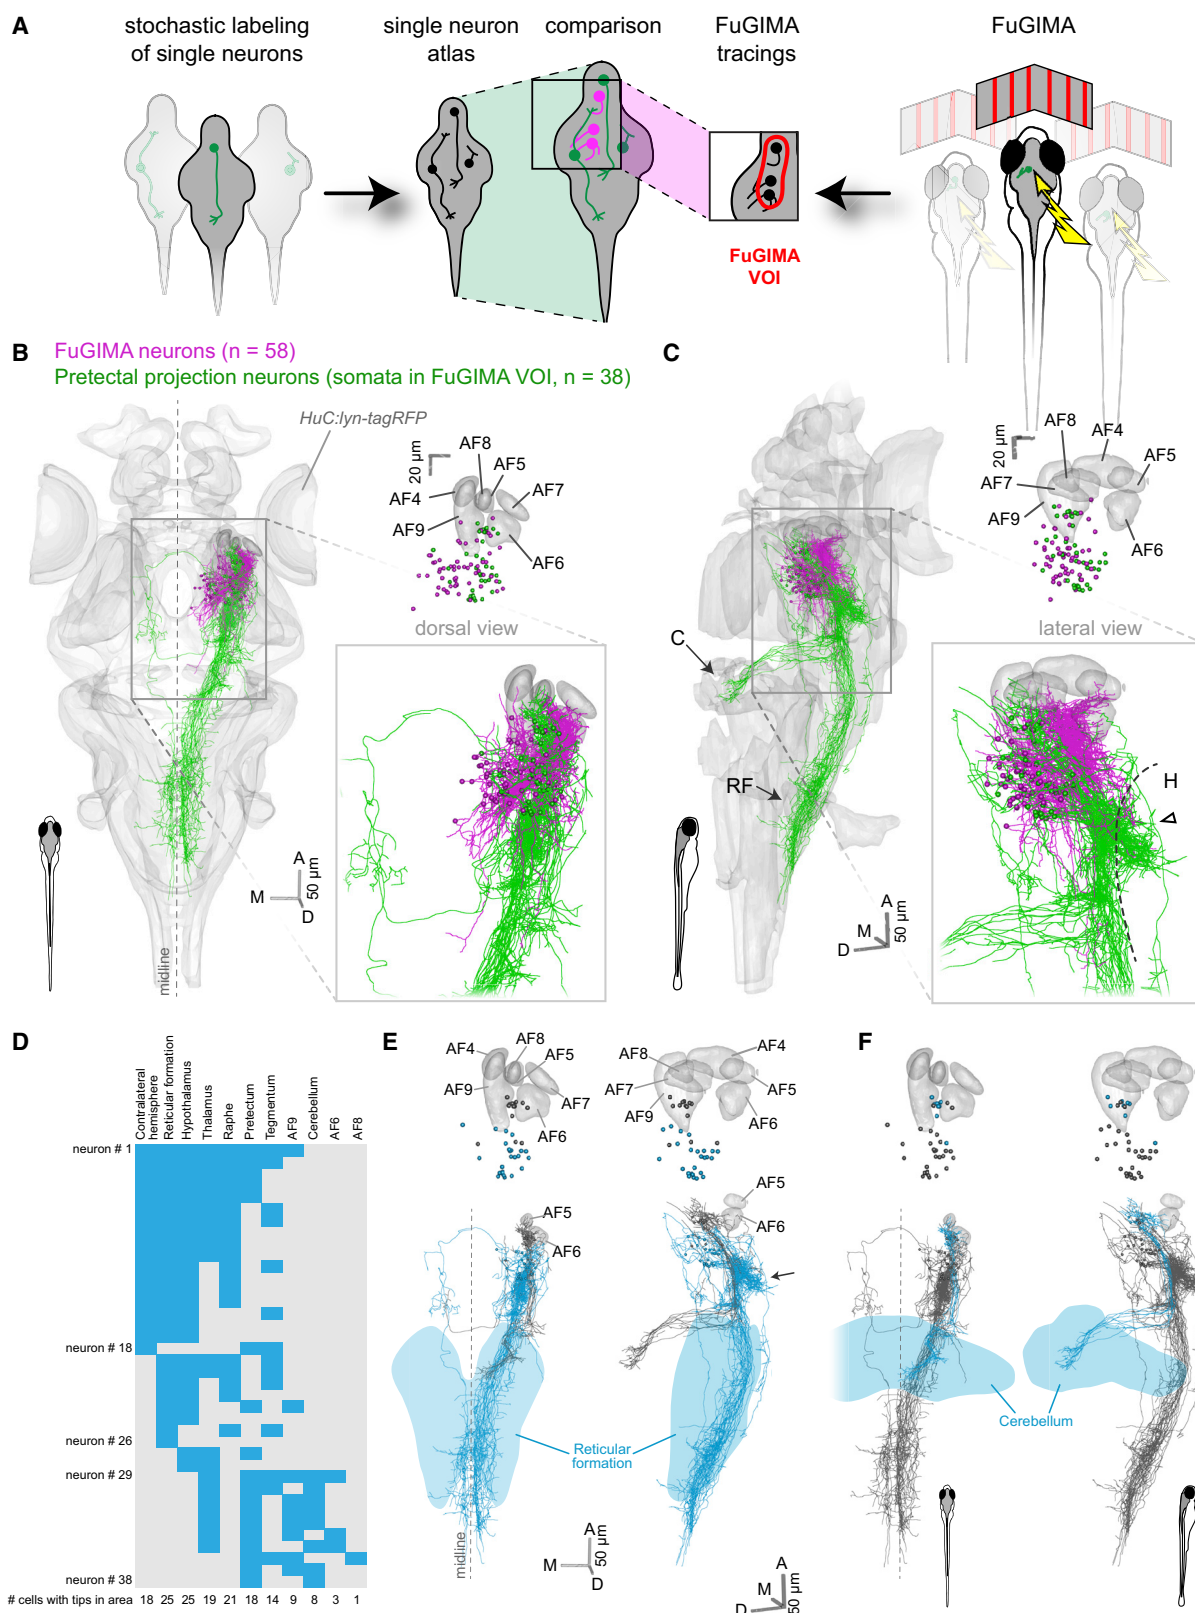 A
stochastic labeling
of single neurons
single neuron
atlas
comparison
FuGIMA
tracings
FuGIMA
FuGIMA
VOI
B
FuGIMA neurons (n = 58)
Pretectal projection neurons (somata in FuGIMA VOI, n = 38)
HuC:lyn-tagRFP
20 µm
AF8
AF5
AF4
AF7
AF9
AF6
dorsal view
midline
A
M
D
50 µm
C
20 µm
AF8
AF4
AF5
AF7
AF9
AF6
lateral view
C
RF
H
A
M
D
50 µm
D
Contralateral
hemisphere
Reticular formation
Hypothalamus
Thalamus
Raphe
Pretectum
Tegmentum
AF9
Cerebellum
AF6
AF8
neuron # 1
neuron # 18
neuron # 26
neuron # 29
neuron # 38
# cells with tips in area 18 25 25 19 21 18 14 9 8 3 1
E
AF4
AF8
AF5
AF9
AF7
AF6
AF8
AF4
AF7
AF5
AF9
AF6
AF5
AF6
AF5
AF6
Reticular
formation
midline
A
M
D
50 µm
A
M
D
50 µm
F
Cerebellum